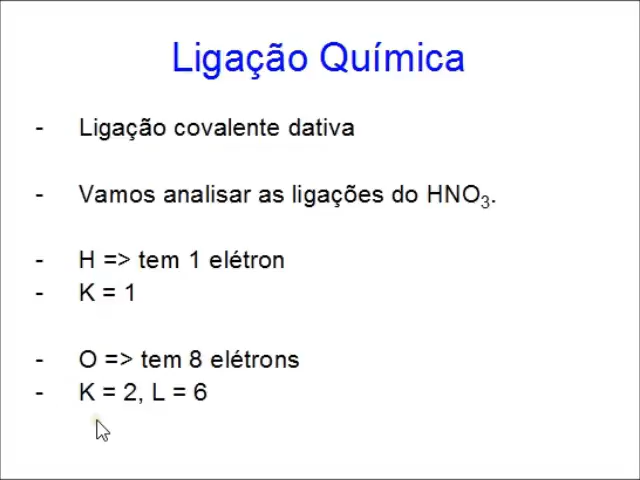 Ligação Química
- Ligação covalente dativa
- Vamos analisar as ligações do HNO₃.
- H => tem 1 elétron
- K = 1
- O => tem 8 elétrons
- K = 2, L = 6